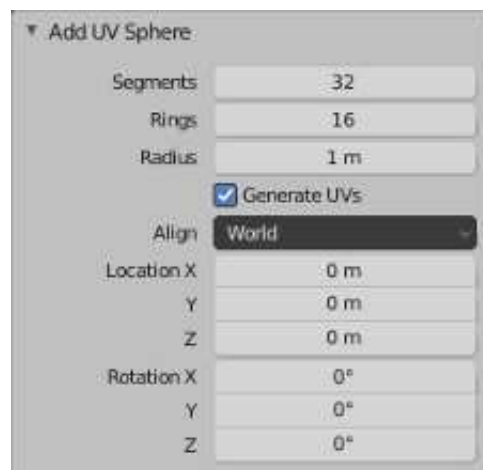 Add UV Sphere
Segments 32
Rings 16
Radius 1 m
Generate UVs
Align World
Location X 0 m
Y 0 m
Z 0 m
Rotation X 0°
Y 0°
Z 0°